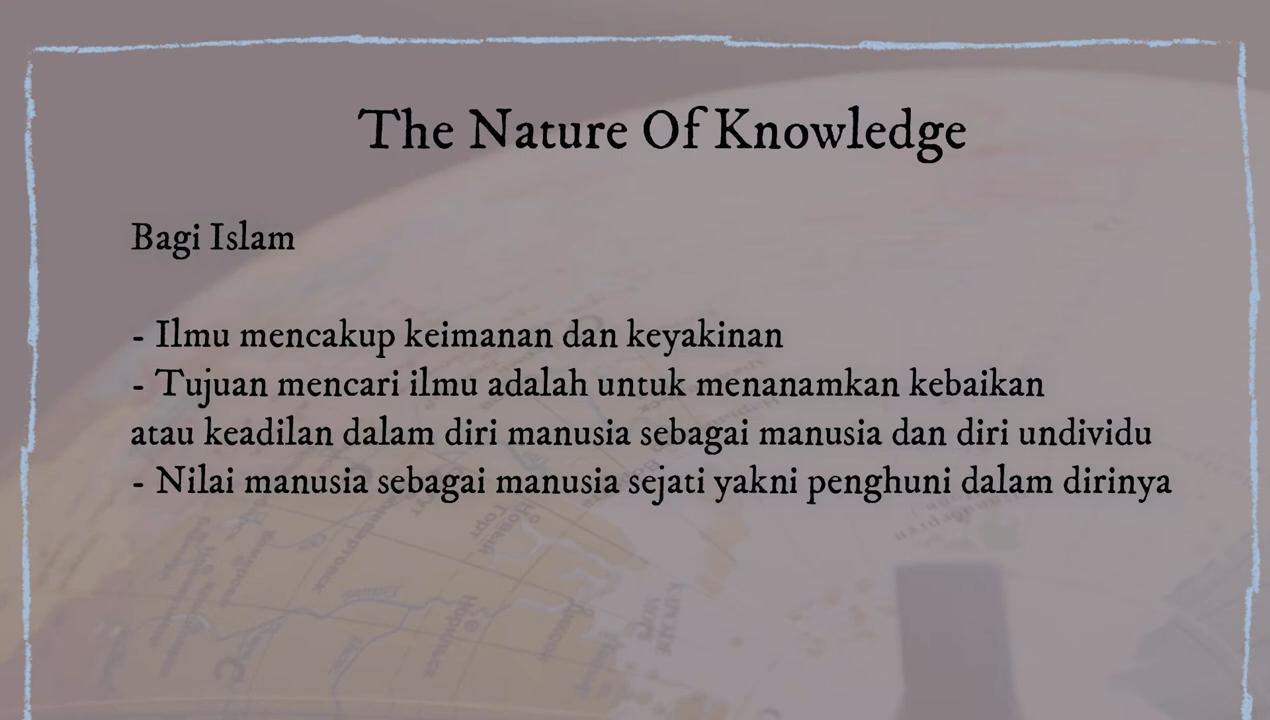 The Nature Of Knowledge
Bagi Islam
- Ilmu mencakup keimanan dan keyakinan
- Tujuan mencari ilmu adalah untuk menanamkan kebaikan
atau keadilan dalam diri manusia sebagai manusia dan diri undividu
- Nilai manusia sebagai manusia sejati yakni penghuni dalam dirinya